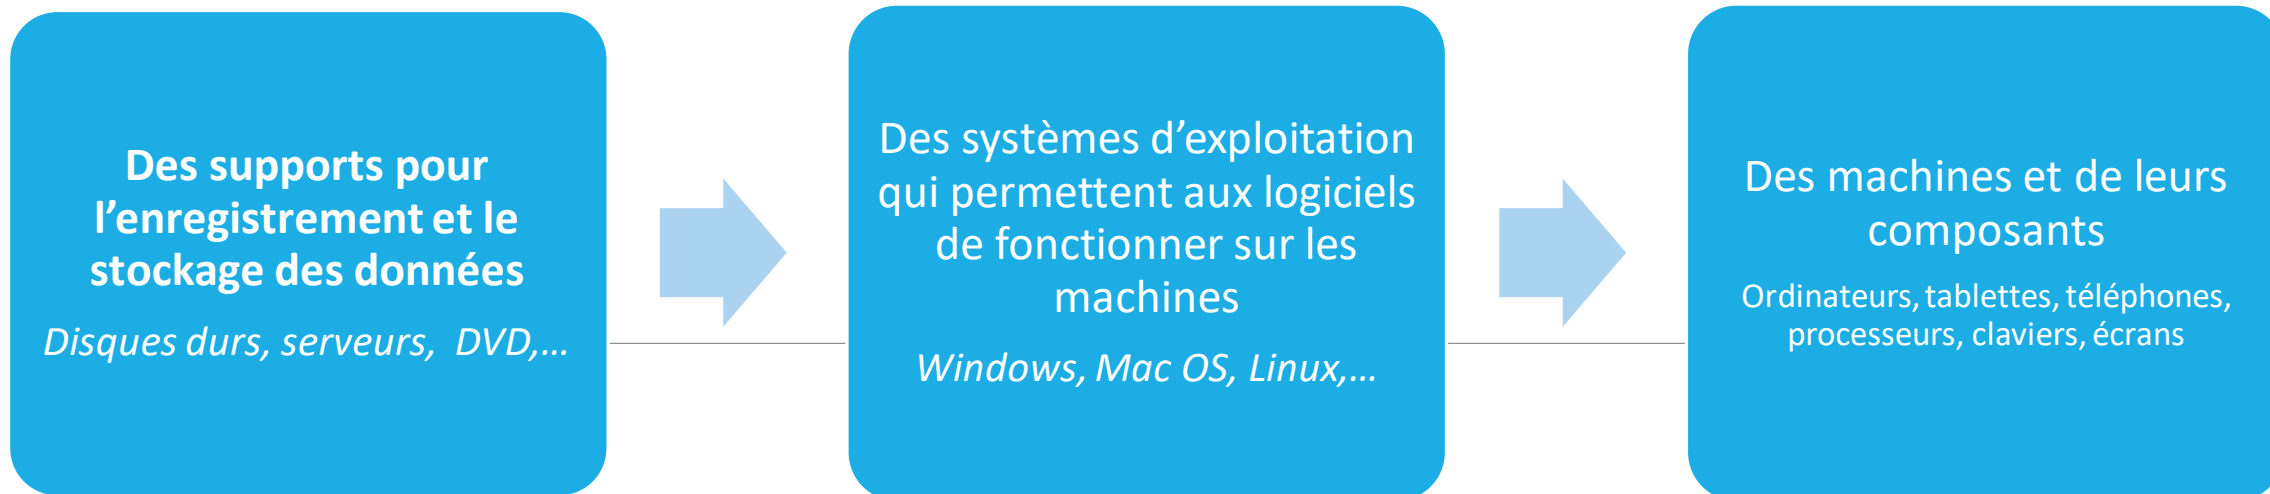 Des supports pour
l’enregistrement et le
stockage des données
Disques durs, serveurs, DVD,…
Des systèmes d’exploitation
qui permettent aux logiciels
de fonctionner sur les
machines
Windows, Mac OS, Linux,…
Des machines et de leurs
composants
Ordinateurs, tablettes, téléphones,
processeurs, claviers, écrans